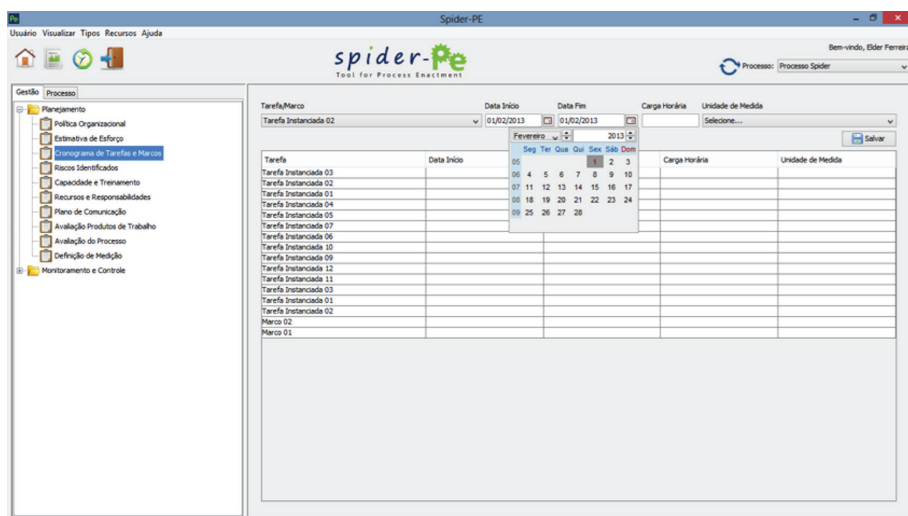 Pe Spider-PE
Usuário Visualizar Tipos Recursos Ajuda
spider-Pe
Tool for Process Enactment
Bem-vindo, Elder Ferreira
Processo: Processo Spider
Gestão Processo
Planejamento
Política Organizacional
Estimativa de Esforço
Cronograma de Tarefas e Marcos
Riscos Identificados
Capacidade e Treinamento
Recursos e Responsabilidades
Plano de Comunicação
Avaliação Produtos de Trabalho
Avaliação do Processo
Definição de Medição
Monitoramento e Controle
Tarefa/Marco Data Início Data Fim Carga Horária Unidade de Medida
Tarefa Instanciada 02 01/02/2013 01/02/2013 Selecione...
Salvar
Fevereiro 2013
Seg Ter Qua Qui Sex Sáb Dom
05 1 2 3
06 4 5 6 7 8 9 10
07 11 12 13 14 15 16 17
08 18 19 20 21 22 23 24
09 25 26 27 28
Tarefa Data Início Carga Horária Unidade de Medida
Tarefa Instanciada 03
Tarefa Instanciada 02
Tarefa Instanciada 01
Tarefa Instanciada 04
Tarefa Instanciada 05
Tarefa Instanciada 07
Tarefa Instanciada 06
Tarefa Instanciada 10
Tarefa Instanciada 09
Tarefa Instanciada 12
Tarefa Instanciada 11
Tarefa Instanciada 03
Tarefa Instanciada 01
Tarefa Instanciada 02
Marco 02
Marco 01